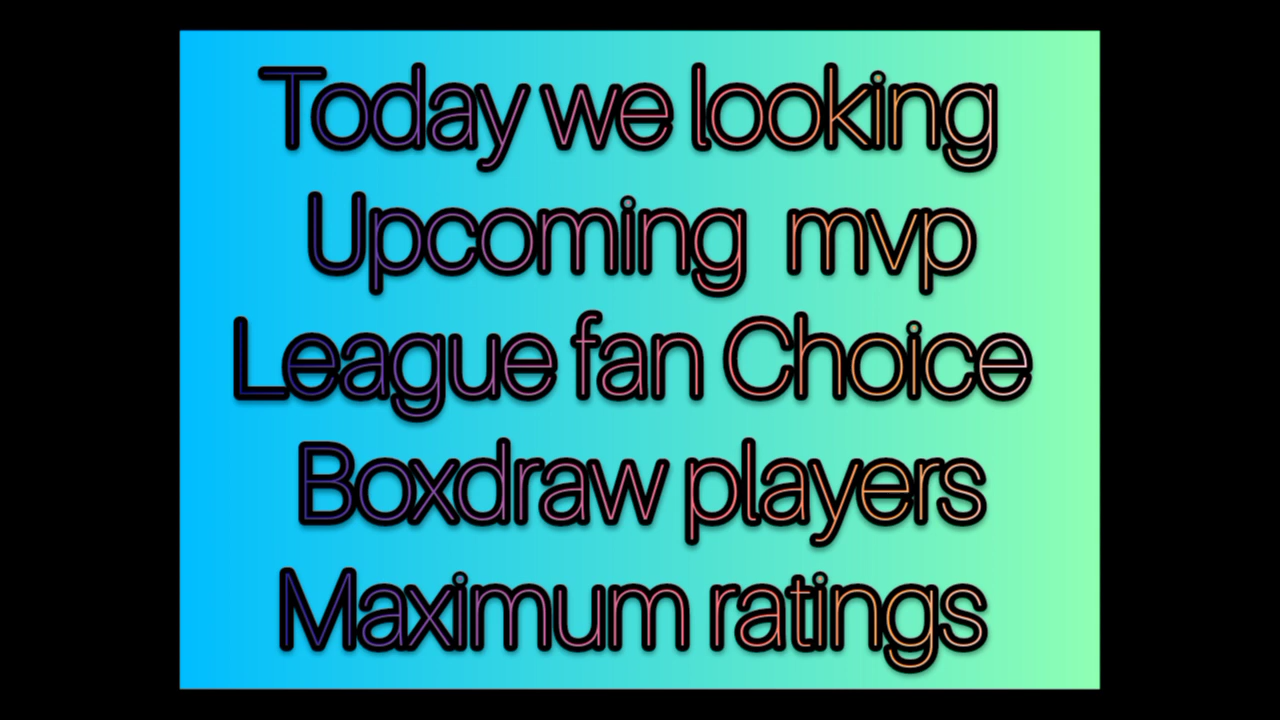 Today we looking
Upcoming mvp
League fan Choice
Boxdraw players
Maximum ratings